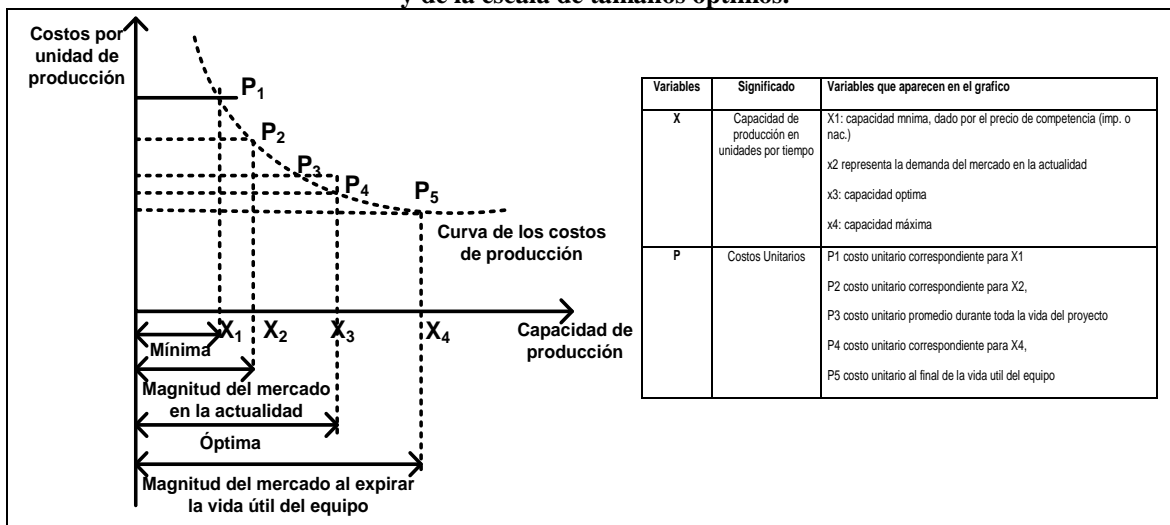 y de la escala de tamaños óptimos.
Costos por
unidad de
producción
P1
P2
P3
P4
P5
Curva de los costos
de producción
X1
X2
X3
X4
Capacidad de
producción
Mínima
Magnitud del mercado
en la actualidad
Óptima
Magnitud del mercado al expirar
la vida útil del equipo
Variables Significado Variables que aparecen en el grafico
X Capacidad de
producción en
unidades por tiempo
X1: capacidad mnima, dado por el precio de competencia (imp. o
nac.)
x2 representa la demanda del mercado en la actualidad
x3: capacidad optima
x4: capacidad máxima
P Costos Unitarios P1 costo unitario correspondiente para X1
P2 costo unitario correspondiente para X2,
P3 costo unitario promedio durante toda la vida del proyecto
P4 costo unitario correspondiente para X4,
P5 costo unitario al final de la vida util del equipo